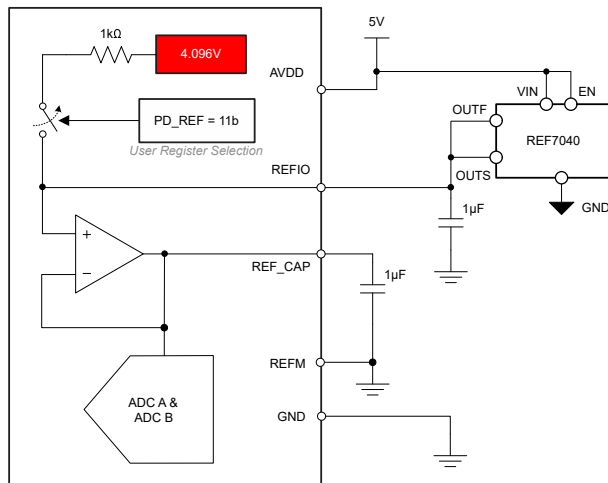 1kΩ
4.096V
5V
AVDD
VIN
EN
OUTF
REF7040
PD_REF = 11b
User Register Selection
OUTS
REFIO
GND
1µF
+
−
REF_CAP
1µF
REFM
ADC A &
ADC B
GND